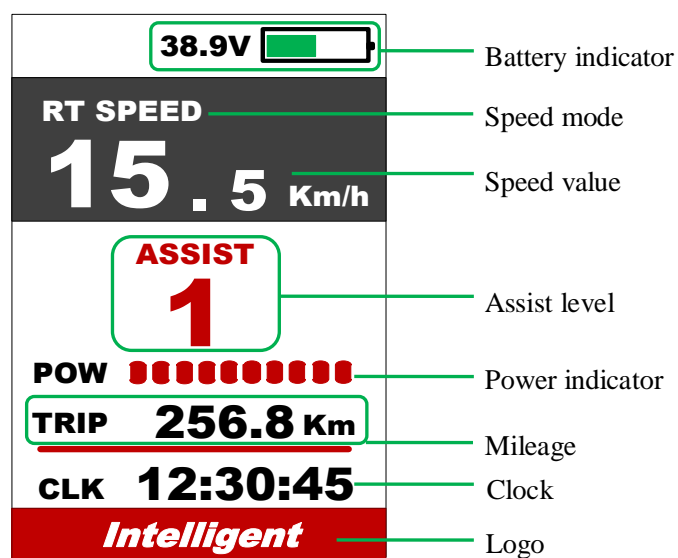 38.9V
Battery indicator
RT SPEED
Speed mode
15.5 Km/h
Speed value
ASSIST
1
Assist level
POW
Power indicator
TRIP 256.8 Km
Mileage
CLK 12:30:45
Clock
Intelligent
Logo